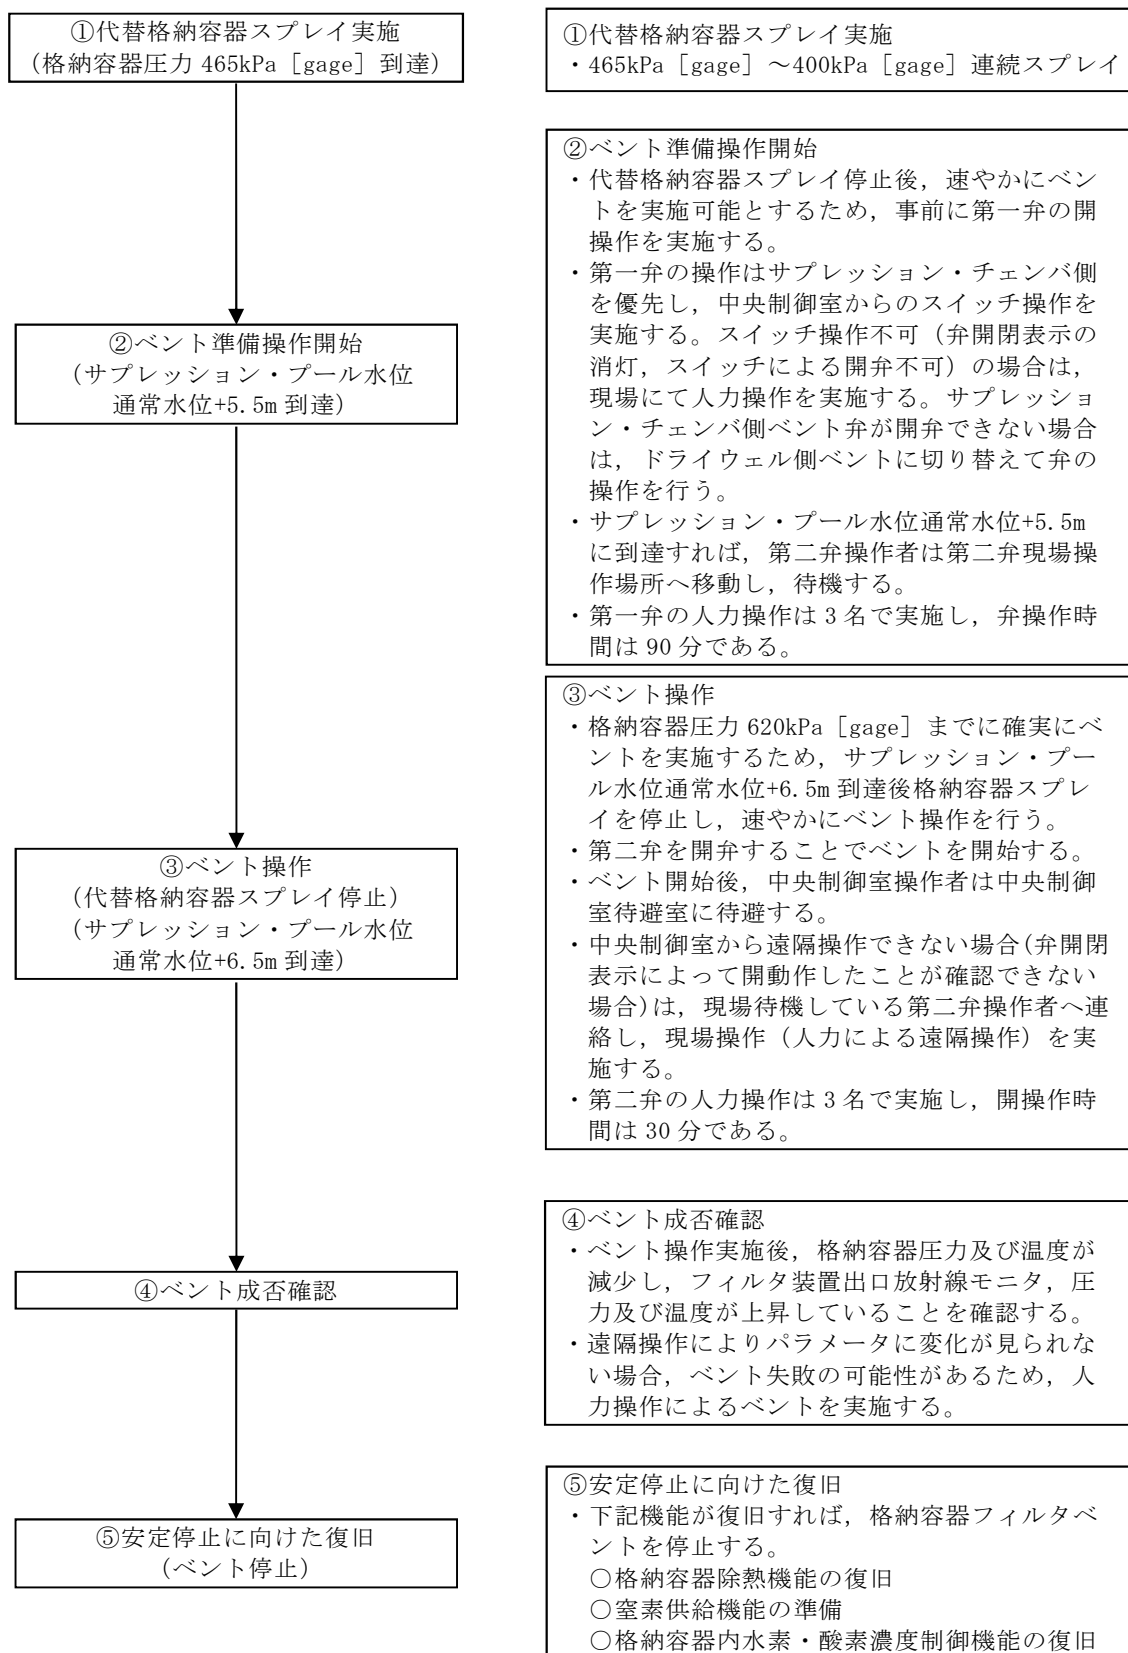 ①代替格納容器スプレイ実施
(格納容器圧力 465kPa［gage］到達)
②ベント準備操作開始
(サプレッション・プール水位
通常水位+5.5m 到達)
③ベント操作
(代替格納容器スプレイ停止)
(サプレッション・プール水位
通常水位+6.5m 到達)
④ベント成否確認
⑤安定停止に向けた復旧
(ベント停止)
①代替格納容器スプレイ実施
・465kPa［gage］～400kPa［gage］連続スプレイ
②ベント準備操作開始
・代替格納容器スプレイ停止後，速やかにベン
トを実施可能とするため，事前に第一弁の開
操作を実施する。
・第一弁の操作はサプレッション・チェンバ側
を優先し，中央制御室からのスイッチ操作を
実施する。スイッチ操作不可（弁開閉表示の
消灯，スイッチによる開弁不可）の場合は，
現場にて人力操作を実施する。サプレッショ
ン・チェンバ側ベント弁が開弁できない場合
は，ドライウェル側ベントに切り替えて弁の
操作を行う。
・サプレッション・プール水位通常水位+5.5m
に到達すれば，第二弁操作者は第二弁現場操
作場所へ移動し，待機する。
・第一弁の人力操作は 3 名で実施し，弁操作時
間は 90 分である。
③ベント操作
・格納容器圧力 620kPa［gage］までに確実にベ
ントを実施するため，サプレッション・プー
ル水位通常水位+6.5m 到達後格納容器スプレ
イを停止し，速やかにベント操作を行う。
・第二弁を開弁することでベントを開始する。
・ベント開始後，中央制御室操作者は中央制御
室待避室に待避する。
・中央制御室から遠隔操作できない場合(弁開閉
表示によって開動作したことが確認できない
場合)は，現場待機している第二弁操作者へ連
絡し，現場操作（人力による遠隔操作）を実
施する。
・第二弁の人力操作は 3 名で実施し，開操作時
間は 30 分である。
④ベント成否確認
・ベント操作実施後，格納容器圧力及び温度が
減少し，フィルタ装置出口放射線モニタ，圧
力及び温度が上昇していることを確認する。
・遠隔操作によりパラメータに変化が見られな
い場合，ベント失敗の可能性があるため，人
力操作によるベントを実施する。
⑤安定停止に向けた復旧
・下記機能が復旧すれば，格納容器フィルタベ
ントを停止する。
○格納容器除熱機能の復旧
○窒素供給機能の準備
○格納容器内水素・酸素濃度制御機能の復旧